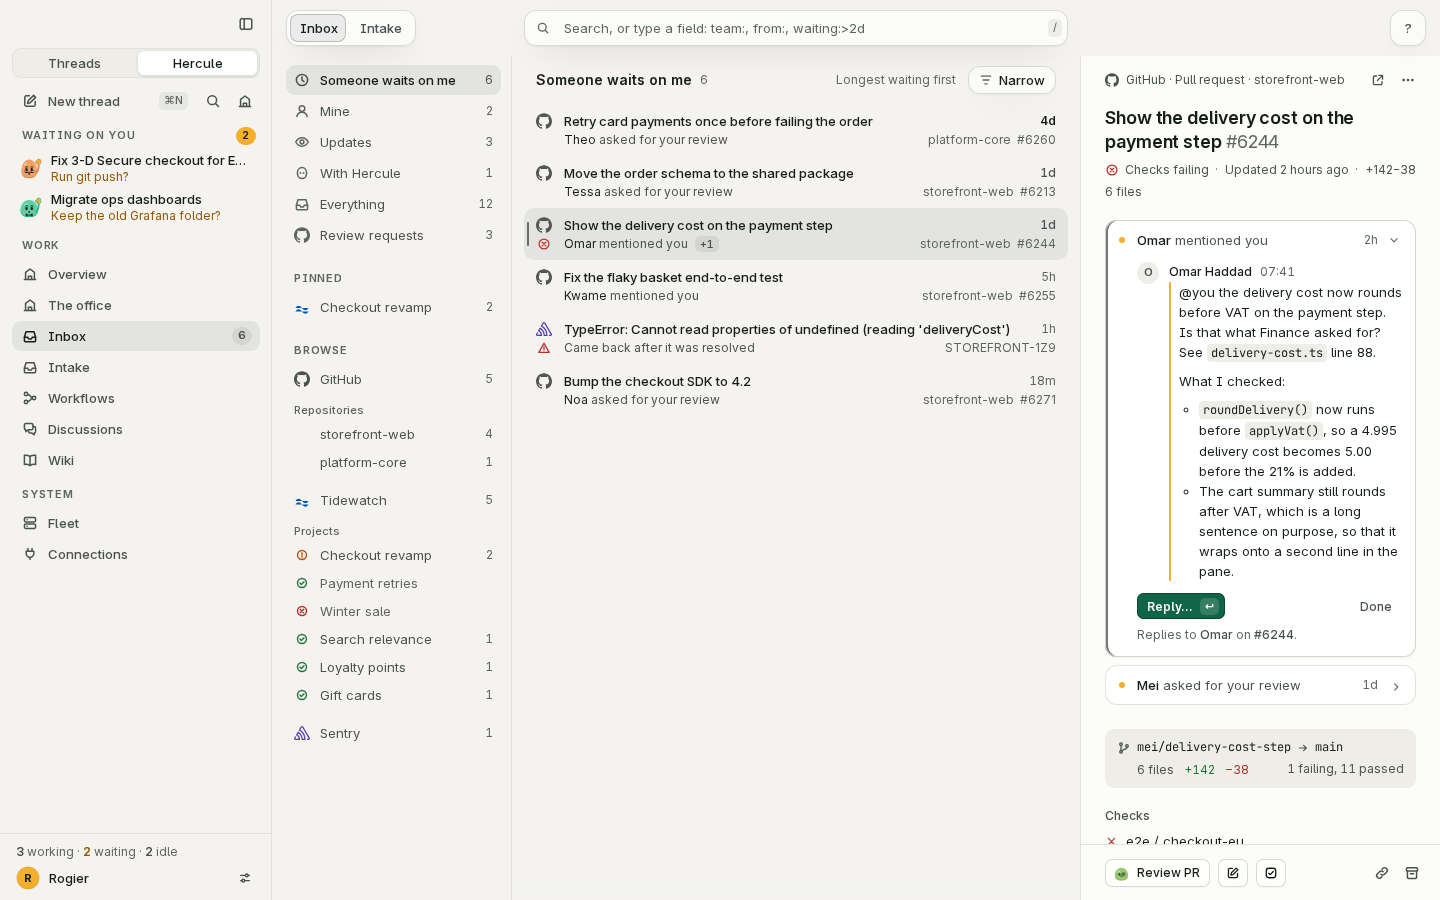 Threads
Hercule
New thread
⌘N
WAITING ON YOU
2
Fix 3-D Secure checkout for E…
Run git push?
Migrate ops dashboards
Keep the old Grafana folder?
WORK
Overview
The office
Inbox
6
Intake
Workflows
Discussions
Wiki
SYSTEM
Fleet
Connections
3 working · 2 waiting · 2 idle
R
Rogier
Inbox
Intake
Someone waits on me 6
Mine 2
Updates 3
With Hercule 1
Everything 12
Review requests 3
PINNED
Checkout revamp 2
BROWSE
GitHub 5
Repositories
storefront-web 4
platform-core 1
Tidewatch 5
Projects
Checkout revamp 2
Payment retries
Winter sale
Search relevance 1
Loyalty points 1
Gift cards 1
Sentry 1
Search, or type a field: team:, from:, waiting:>2d
/
?
Someone waits on me 6
Longest waiting first
Narrow
Retry card payments once before failing the order 4d
Theo asked for your review platform-core #6260
Move the order schema to the shared package 1d
Tessa asked for your review storefront-web #6213
Show the delivery cost on the payment step 1d
Omar mentioned you +1 storefront-web #6244
Fix the flaky basket end-to-end test 5h
Kwame mentioned you storefront-web #6255
TypeError: Cannot read properties of undefined (reading 'deliveryCost') 1h
Came back after it was resolved STOREFRONT-1Z9
Bump the checkout SDK to 4.2 18m
Noa asked for your review storefront-web #6271
GitHub · Pull request · storefront-web
Show the delivery cost on the
payment step #6244
Checks failing · Updated 2 hours ago · +142−38
6 files
Omar mentioned you 2h
O
Omar Haddad 07:41
@you the delivery cost now rounds
before VAT on the payment step.
Is that what Finance asked for?
See delivery-cost.ts line 88.
What I checked:
roundDelivery() now runs
before applyVat(), so a 4.995
delivery cost becomes 5.00
before the 21% is added.
The cart summary still rounds
after VAT, which is a long
sentence on purpose, so that it
wraps onto a second line in the
pane.
Reply… ↩
Done
Replies to Omar on #6244.
Mei asked for your review 1d
mei/delivery-cost-step → main
6 files +142 −38 1 failing, 11 passed
Checks
e2e / checkout-eu
Review PR